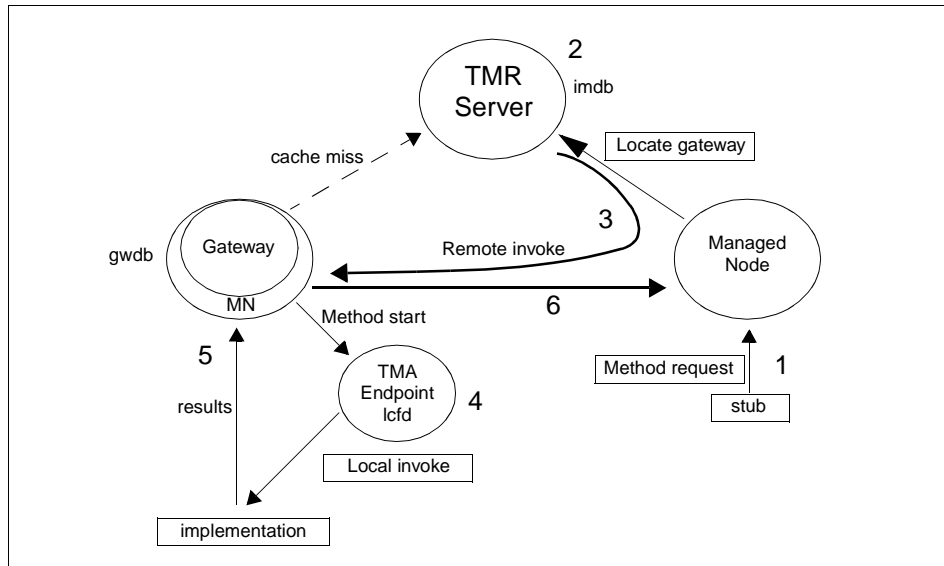 2
TMR
Server
imdb
Locate gateway
cache miss
3
Remote invoke
Managed
Node
gwdb
Gateway
MN
6
Method start
5
TMA
Endpoint
lcfd
4
Method request
1
results
stub
Local invoke
implementation